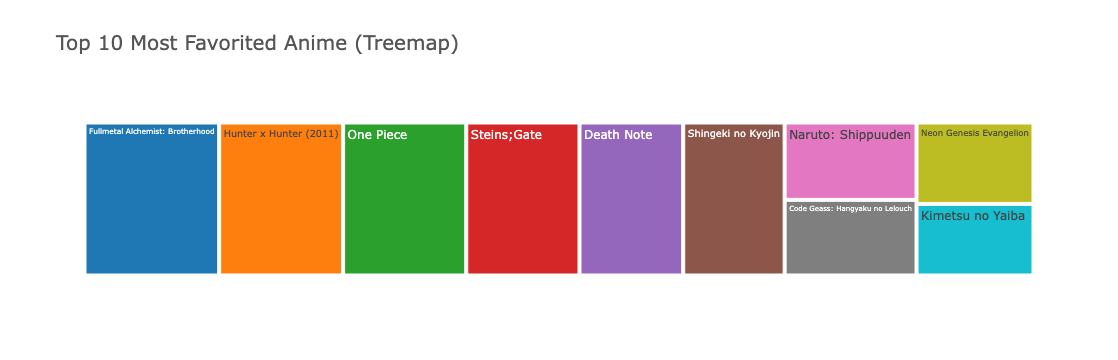 Top 10 Most Favorited Anime (Treemap)
Fullmetal Alchemist: Brotherhood
Hunter x Hunter (2011)
One Piece
Steins;Gate
Death Note
Shingeki no Kyojin
Naruto: Shippuuden
Neon Genesis Evangelion
Code Geass: Hangyaku no Lelouch
Kimetsu no Yaiba